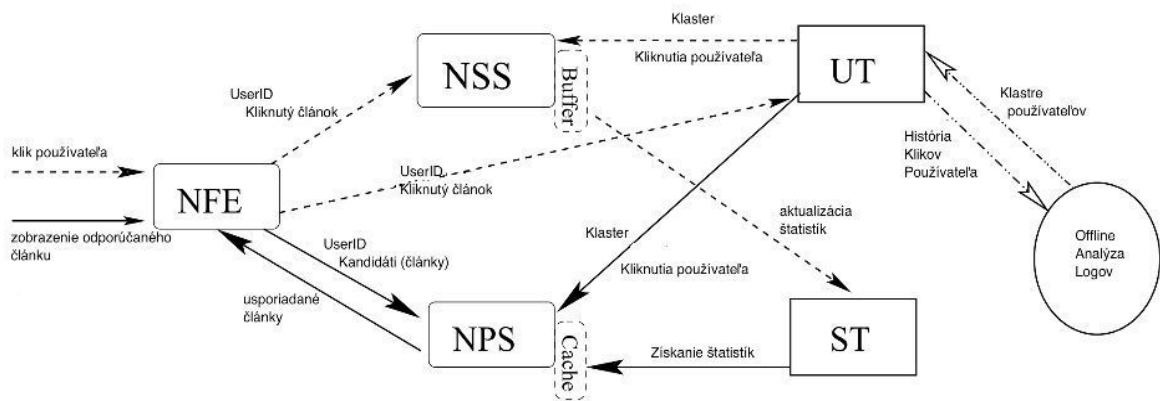 Klaster
NSS
Buffer
Kliknutia používateľa
UT
UserID
Kliknutý článok
Klastre
používateľov
klik používateľa
História
Klikov
Používateľa
UserID
Kliknutý článok
NFE
zobrazenie odporúčaného
článku
UserID
Kandidáti (články)
Klaster
aktualizácia
štatistík
Offline
Analýza
Logov
Kliknutia používateľa
usporiadané
články
NPS
Cache
Získanie štatistík
ST